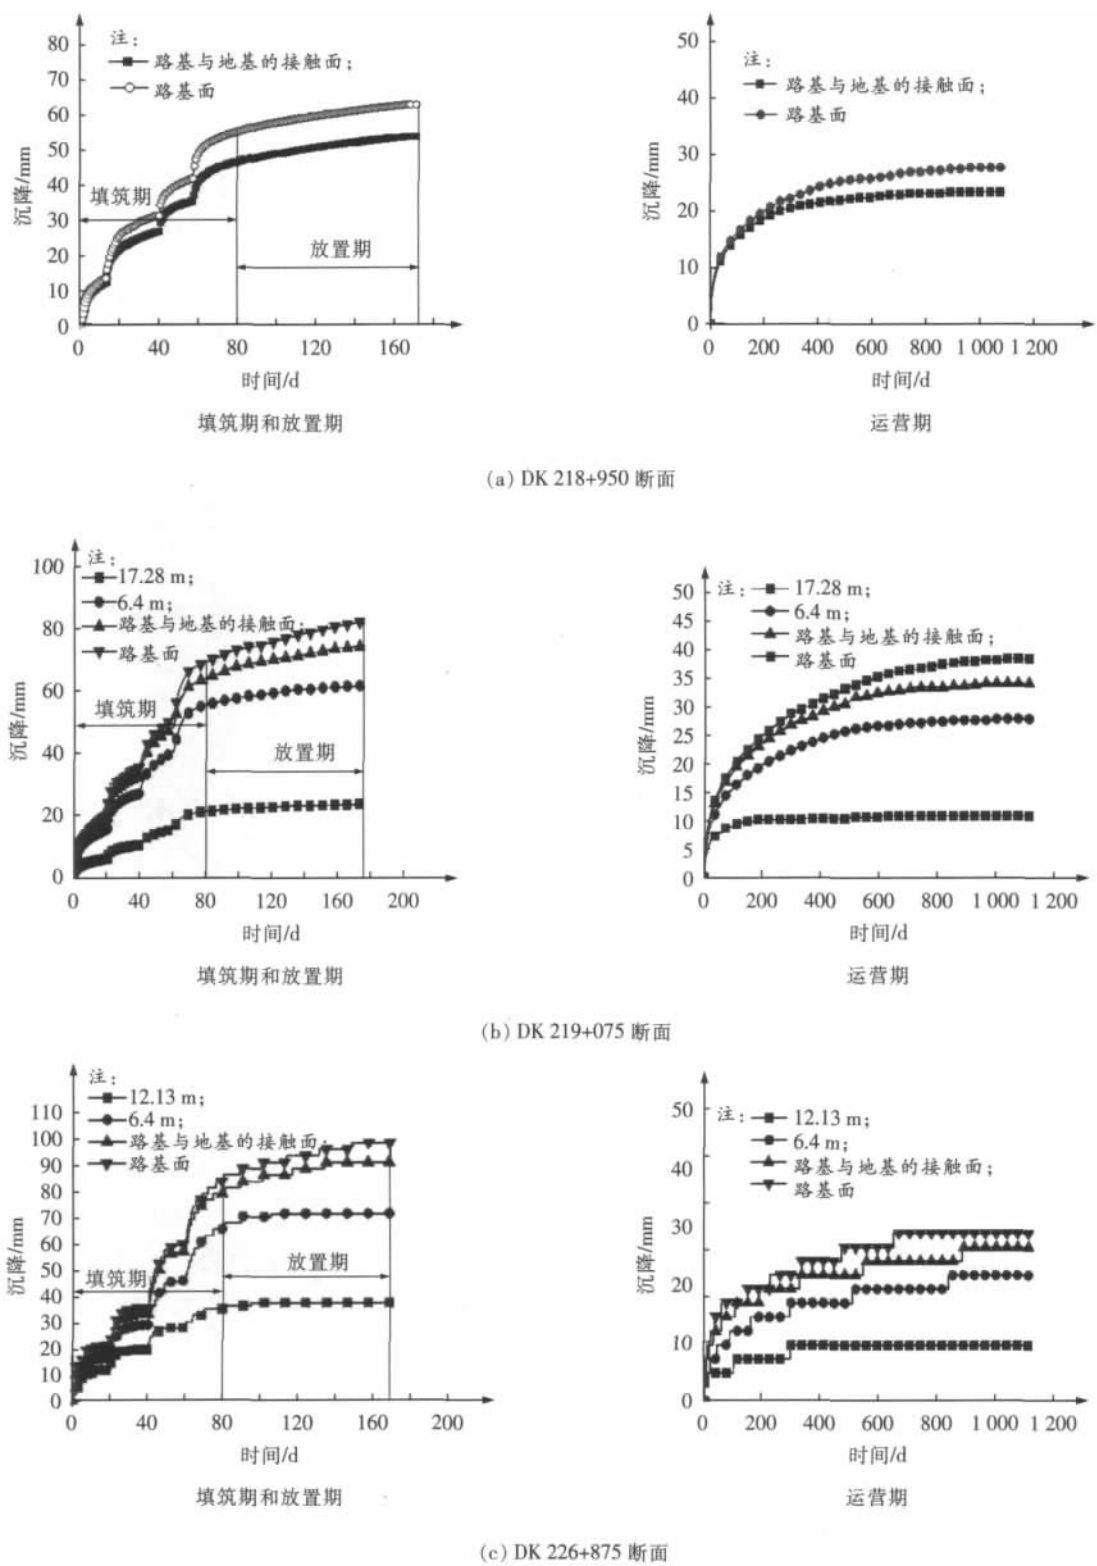 注：
路基与地基的接触面；
路基面
80
70
60
50
40
30
20
10
0
沉降/mm
填筑期
放置期
0 40 80 120 160
时间/d
填筑期和放置期
注：
路基与地基的接触面；
路基面
50
40
30
20
10
0
沉降/mm
0 200 400 600 800 1 000 1 200
时间/d
运营期
(a) DK 218+950 断面
注：
17.28 m；
6.4 m；
路基与地基的接触面；
路基面
100
80
60
40
20
0
沉降/mm
填筑期
放置期
0 40 80 120 160 200
时间/d
填筑期和放置期
注： 17.28 m；
6.4 m；
路基与地基的接触面；
路基面
50
45
40
35
30
25
20
15
10
5
0
沉降/mm
0 200 400 600 800 1 000 1 200
时间/d
运营期
(b) DK 219+075 断面
注：
12.13 m；
6.4 m；
路基与地基的接触面；
路基面
110
100
90
80
70
60
50
40
30
20
10
0
沉降/mm
填筑期
放置期
0 40 80 120 160 200
时间/d
填筑期和放置期
注： 12.13 m；
6.4 m；
路基与地基的接触面；
路基面
50
40
30
20
10
0
沉降/mm
0 200 400 600 800 1 000 1 200
时间/d
运营期
(c) DK 226+875 断面